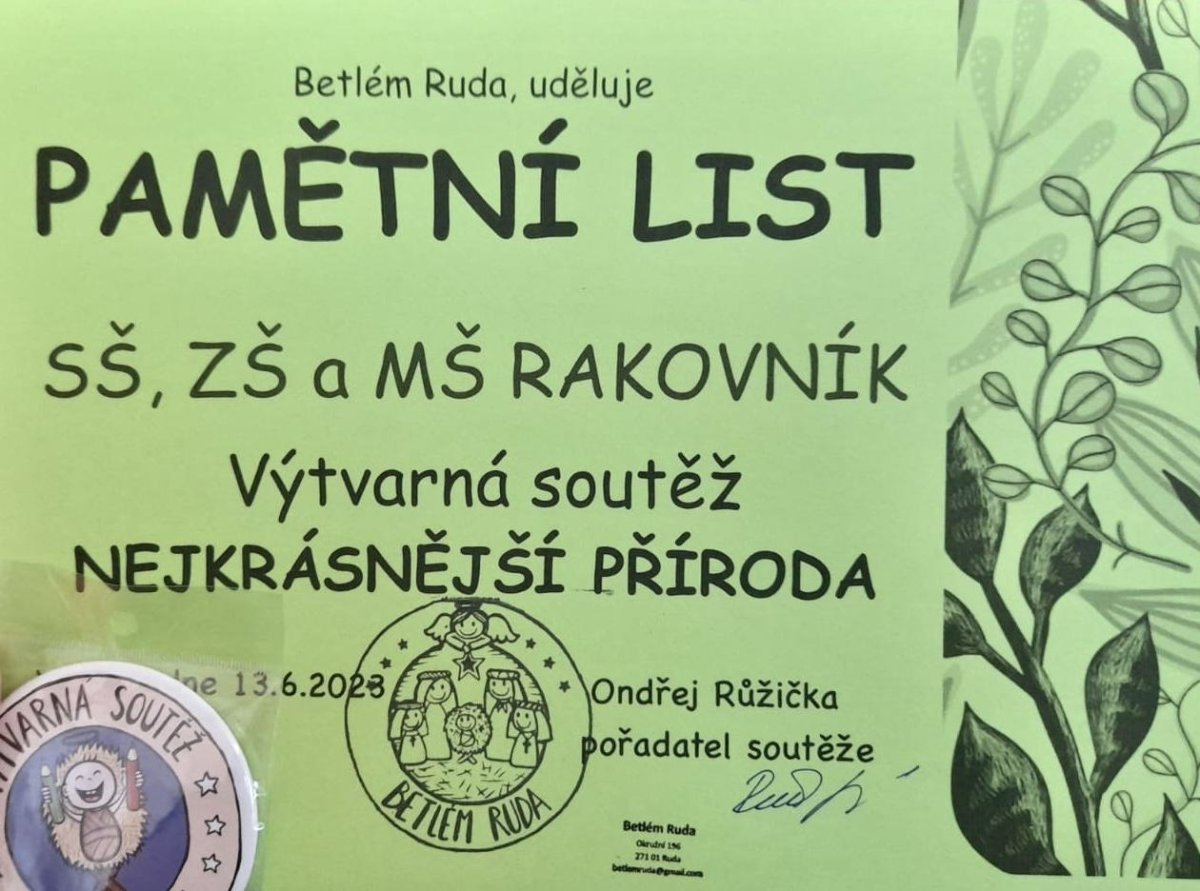 Betlém Ruda, uděluje
PAMĚTNÍ LIST
SŠ, ZŠ a MŠ RAKOVNÍK
Výtvarná soutěž
NEJKRÁSNĚJŠÍ PŘÍRODA
dne 13.6.2023
Ondřej Růžička
pořadatel soutěže
BETLÉM RUDA
Betlém Ruda
Okružní 196
271 01 Ruda
betlemruda@gmail.com
SOUTĚŽ